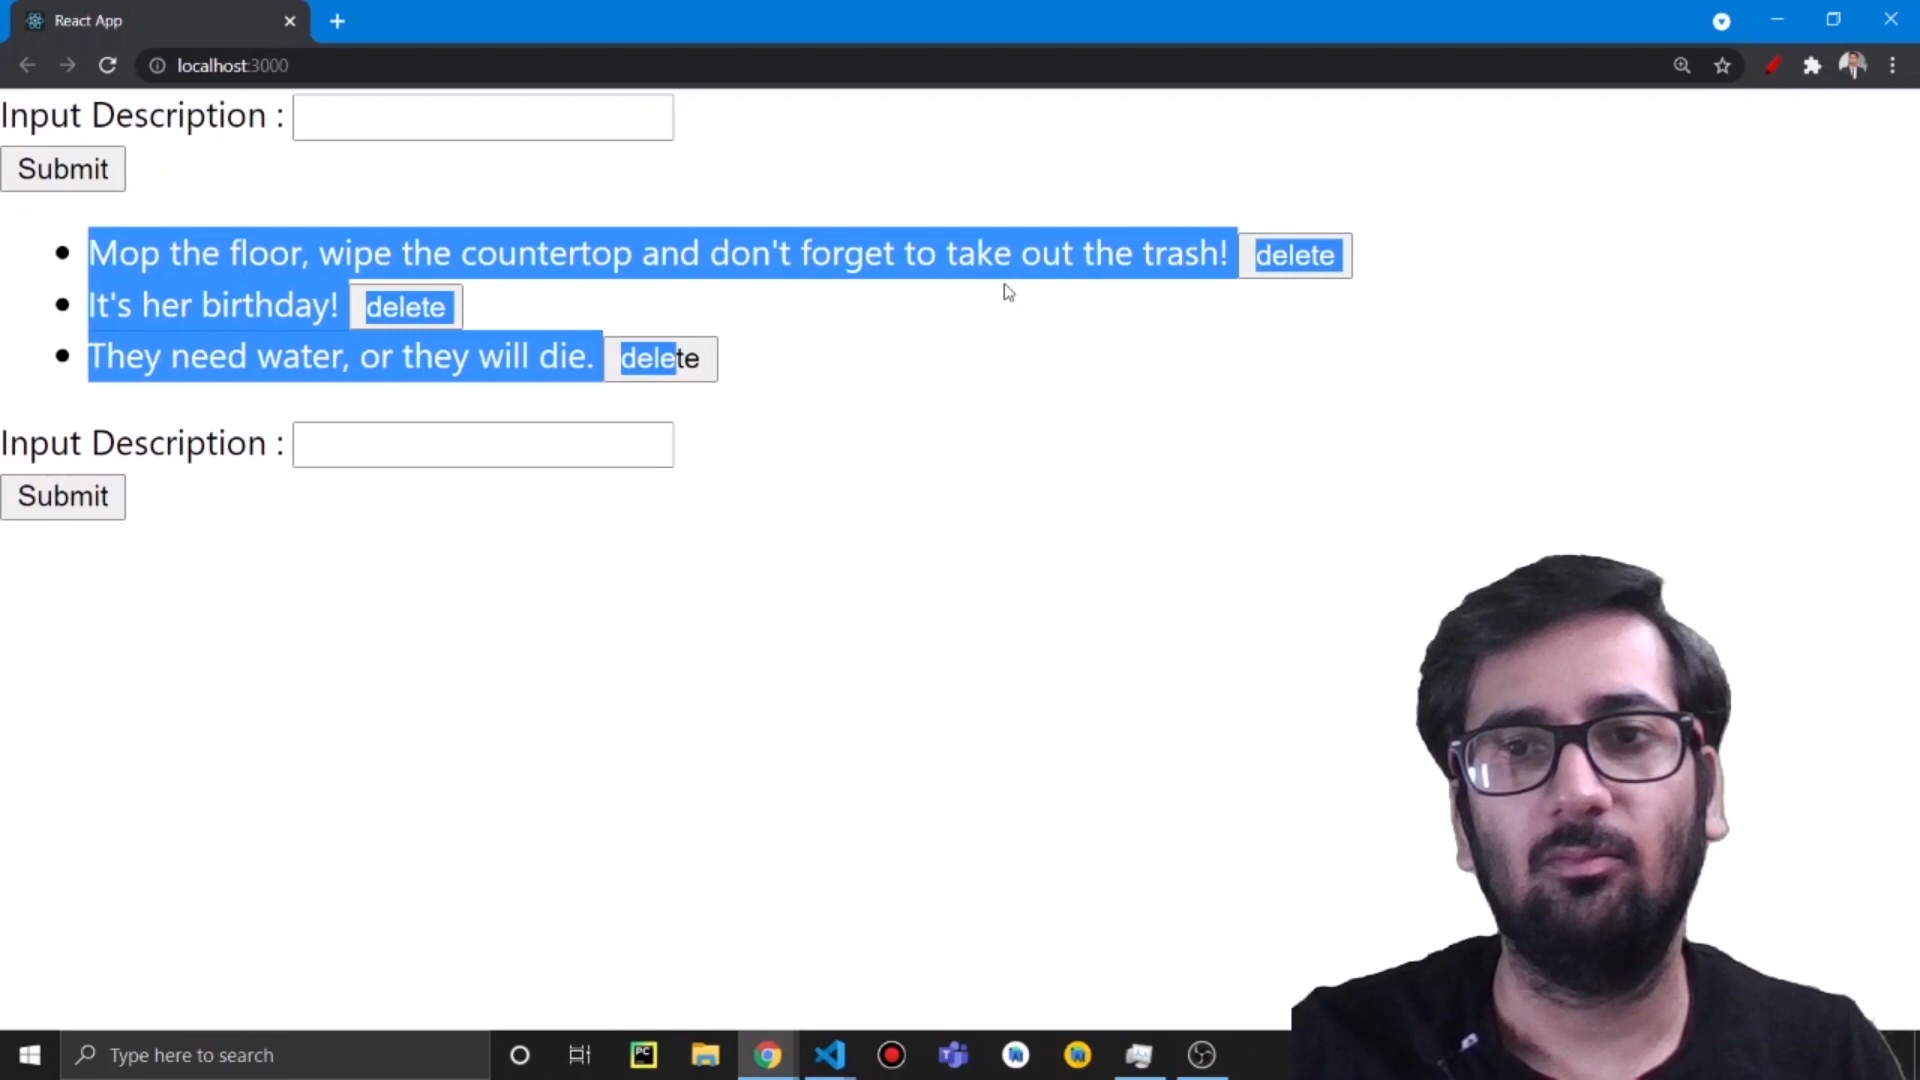 React App
localhost:3000
Input Description :
Submit
Mop the floor, wipe the countertop and don't forget to take out the trash! delete
It's her birthday! delete
They need water, or they will die. delete
Input Description :
Submit
Type here to search
PC